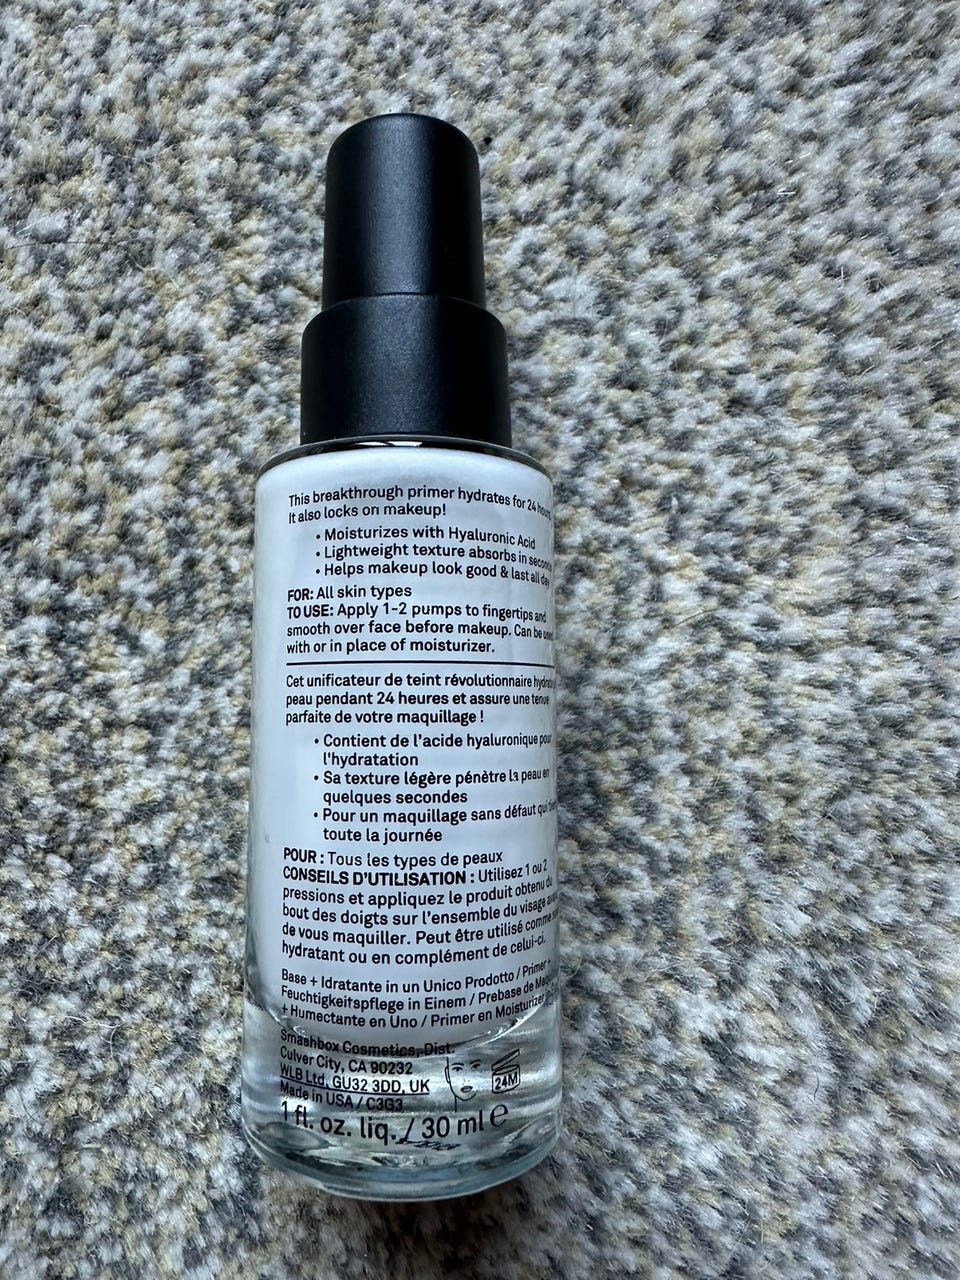 This breakthrough primer hydrates for 24 hours.
It also locks on makeup!
• Moisturizes with Hyaluronic Acid
• Lightweight texture absorbs in
• Helps makeup look good & last all day
FOR: All skin types
TO USE: Apply 1-2 pumps to fingertips and
smooth over face before makeup. Can be
with or in place of moisturizer.
Cet unificateur de teint révolutionnaire
peau pendant 24 heures et assure une tenue
parfaite de votre maquillage !
• Contient de l'acide hyaluronique pour
l'hydratation
• Sa texture légère pénètre la peau en
quelques secondes
• Pour un maquillage sans défaut qui
toute la journée
POUR : Tous les types de peaux
CONSEILS D'UTILISATION : Utilisez 1 ou 2
pressions et appliquez le produit obtenu du
bout des doigts sur l'ensemble du visage
de vous maquiller. Peut être utilisé comme
hydratant ou en complément de celui-ci.
Base + Idratante in un Unico Prodotto / Primer +
Feuchtigkeitspflege in Einem / Prebase de
+ Humectante en Uno / Primer en Moisturizer
Smashbox Cosmetics, Dist.
Culver City, CA 90232
WLB Ltd, GU32 3DD, UK
Made in USA / C3G3
24M
1 fl. oz. liq. / 30 ml e